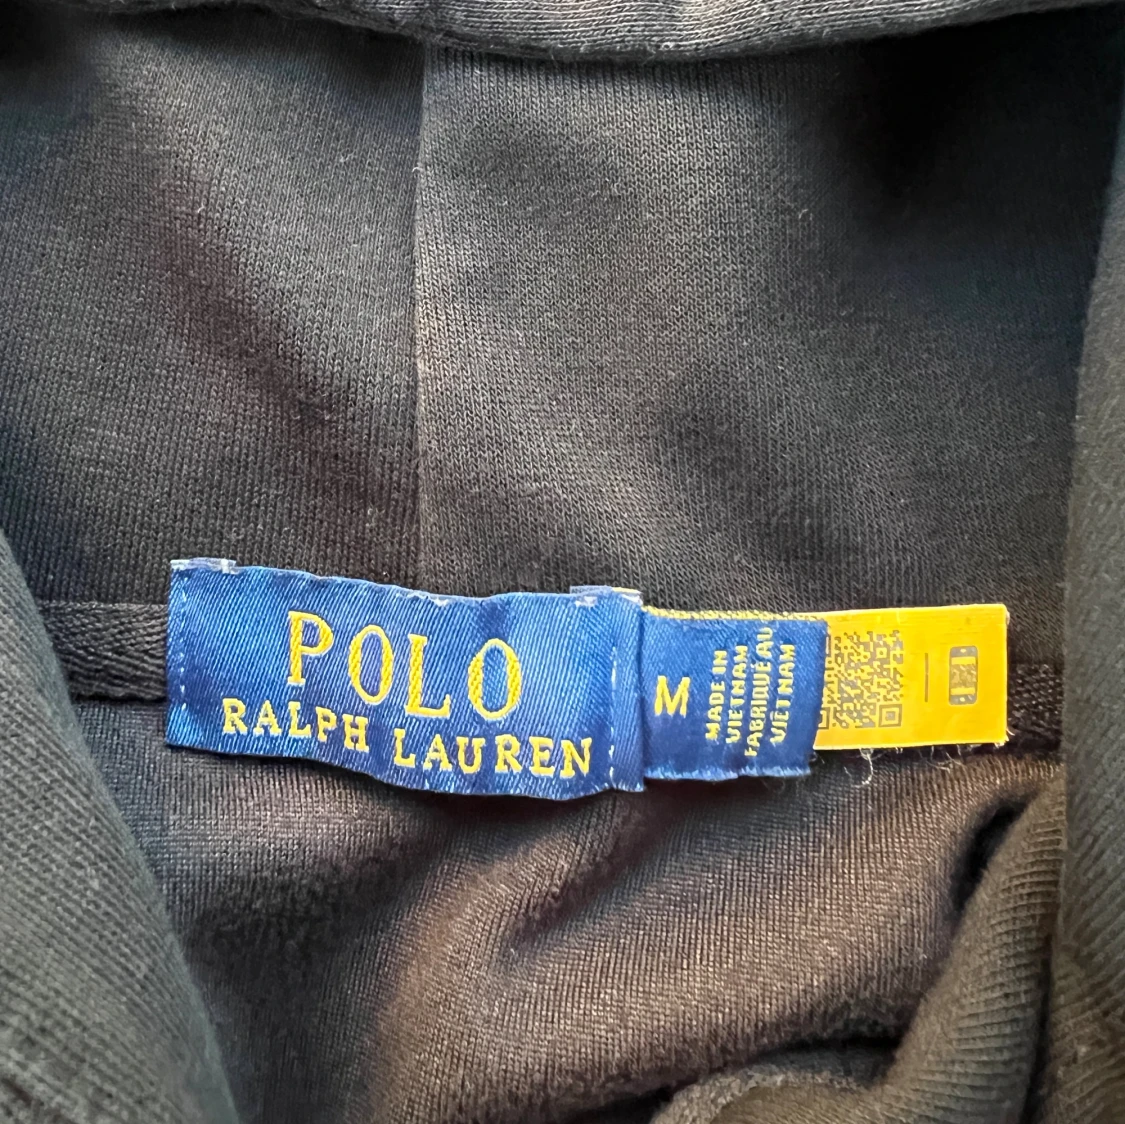 POLO
RALPH LAUREN
M
MADE IN
VIETNAM
FABRIQUÉ AU
VIETNAM